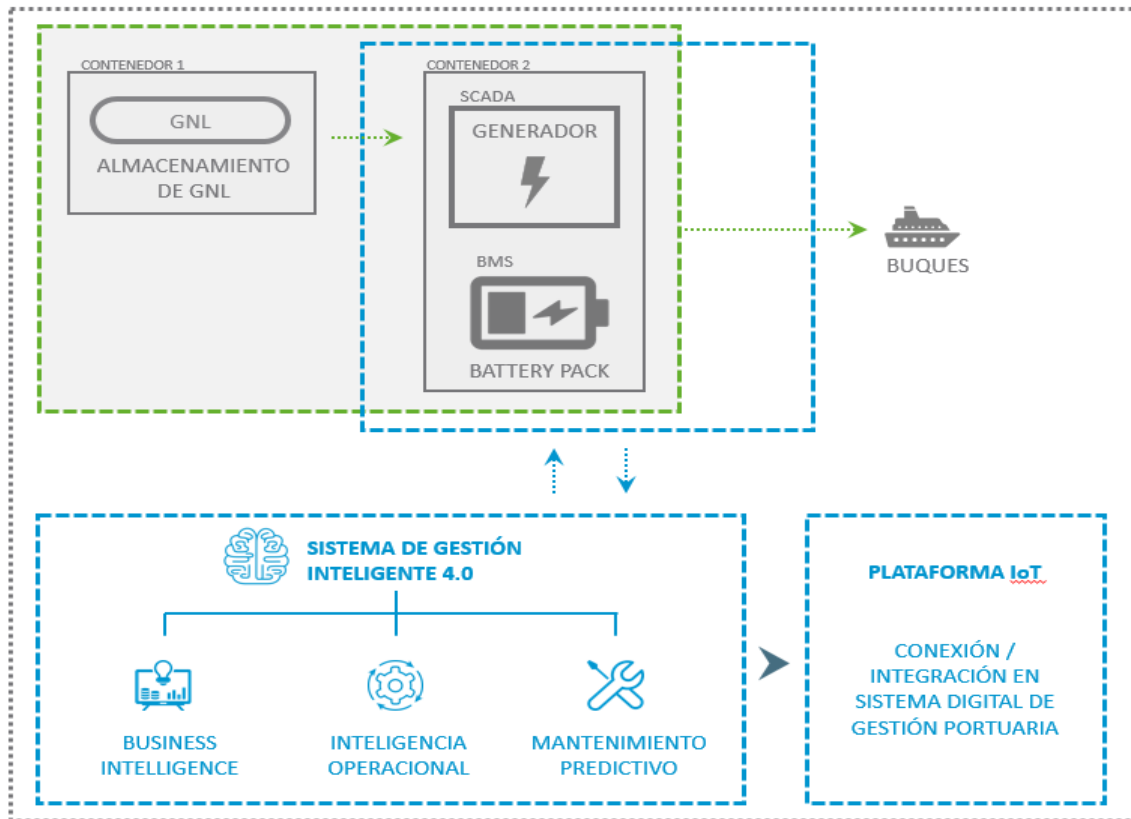 CONTENEDOR 1
GNL
ALMACENAMIENTO
DE GNL
CONTENEDOR 2
SCADA
GENERADOR
BMS
BATTERY PACK
BUQUES
SISTEMA DE GESTIÓN
INTELIGENTE 4.0
BUSINESS
INTELLIGENCE
INTELIGENCIA
OPERACIONAL
MANTENIMIENTO
PREDICTIVO
PLATAFORMA IoT
CONEXIÓN /
INTEGRACIÓN EN
SISTEMA DIGITAL DE
GESTIÓN PORTUARIA